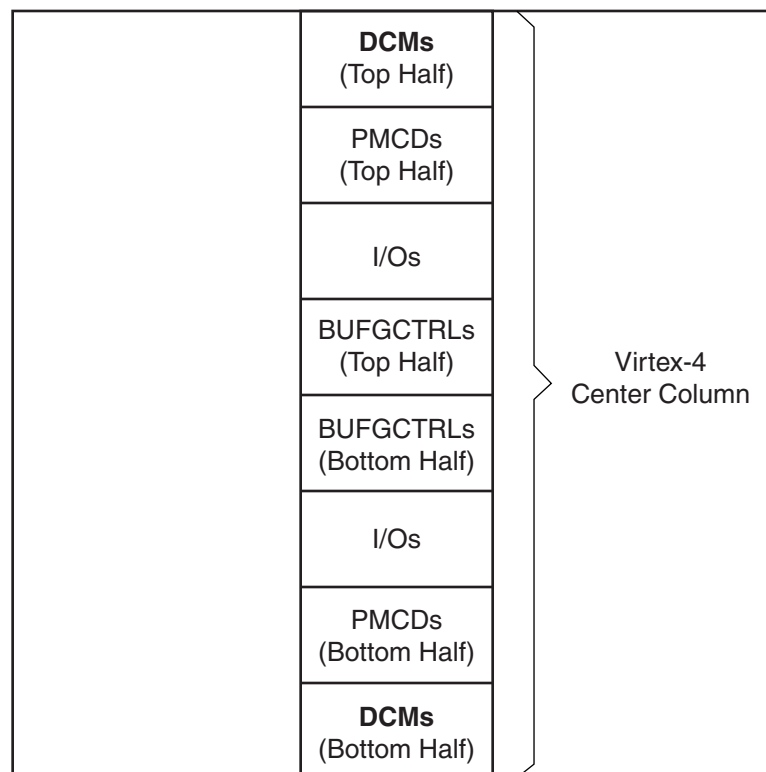 DCMs
(Top Half)
PMCDs
(Top Half)
I/Os
BUFGCTRLs
(Top Half)
BUFGCTRLs
(Bottom Half)
I/Os
PMCDs
(Bottom Half)
DCMs
(Bottom Half)
Virtex-4
Center Column